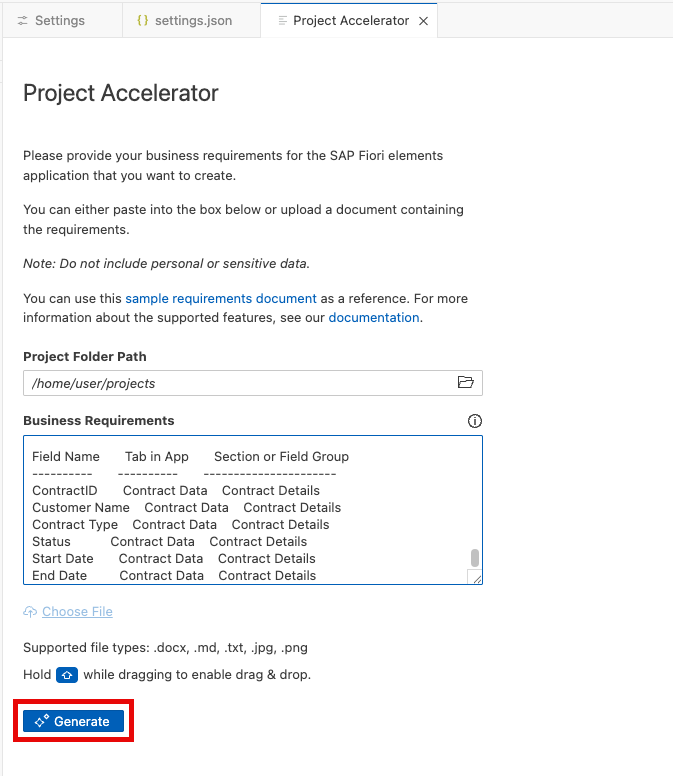 Settings
{ } settings.json
Project Accelerator
Project Accelerator
Please provide your business requirements for the SAP Fiori elements
application that you want to create.
You can either paste into the box below or upload a document containing
the requirements.
Note: Do not include personal or sensitive data.
You can use this sample requirements document as a reference. For more
information about the supported features, see our documentation.
Project Folder Path
/home/user/projects
Business Requirements
Field Name Tab in App Section or Field Group
---------- ---------- ----------------------
ContractID Contract Data Contract Details
Customer Name Contract Data Contract Details
Contract Type Contract Data Contract Details
Status Contract Data Contract Details
Start Date Contract Data Contract Details
End Date Contract Data Contract Details
Choose File
Supported file types: .docx, .md, .txt, .jpg, .png
Hold while dragging to enable drag & drop.
Generate